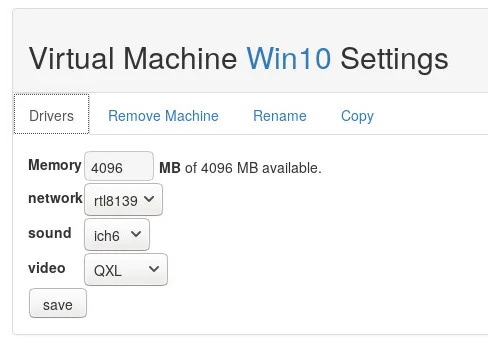 Virtual Machine Win10 Settings
Drivers Remove Machine Rename Copy
Memory 4096 MB of 4096 MB available.
network rtl8139
sound ich6
video QXL
save